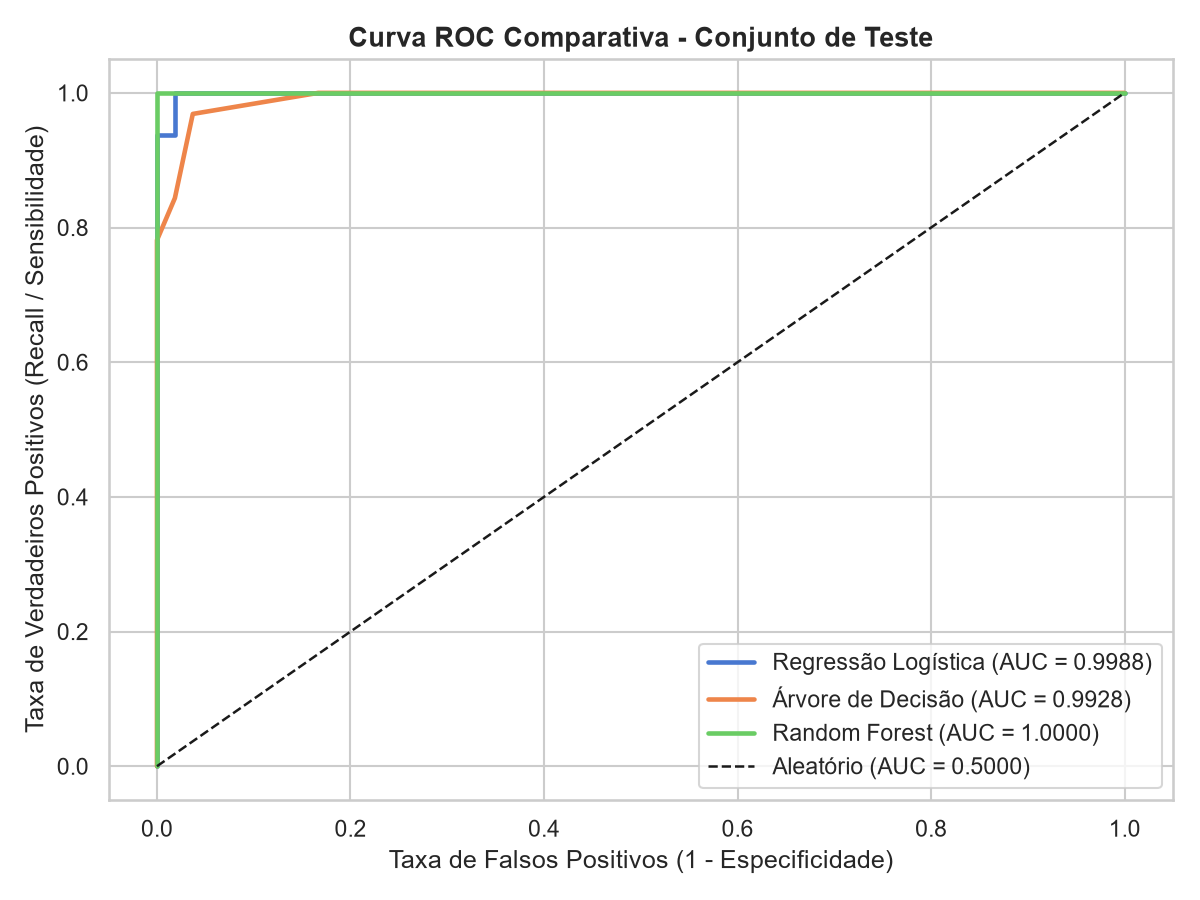 Curva ROC Comparativa - Conjunto de Teste
Taxa de Verdadeiros Positivos (Recall / Sensibilidade)
1.0
0.8
0.6
0.4
0.2
0.0
Regressão Logística (AUC = 0.9988)
Árvore de Decisão (AUC = 0.9928)
Random Forest (AUC = 1.0000)
Aleatório (AUC = 0.5000)
0.0 0.2 0.4 0.6 0.8 1.0
Taxa de Falsos Positivos (1 - Especificidade)